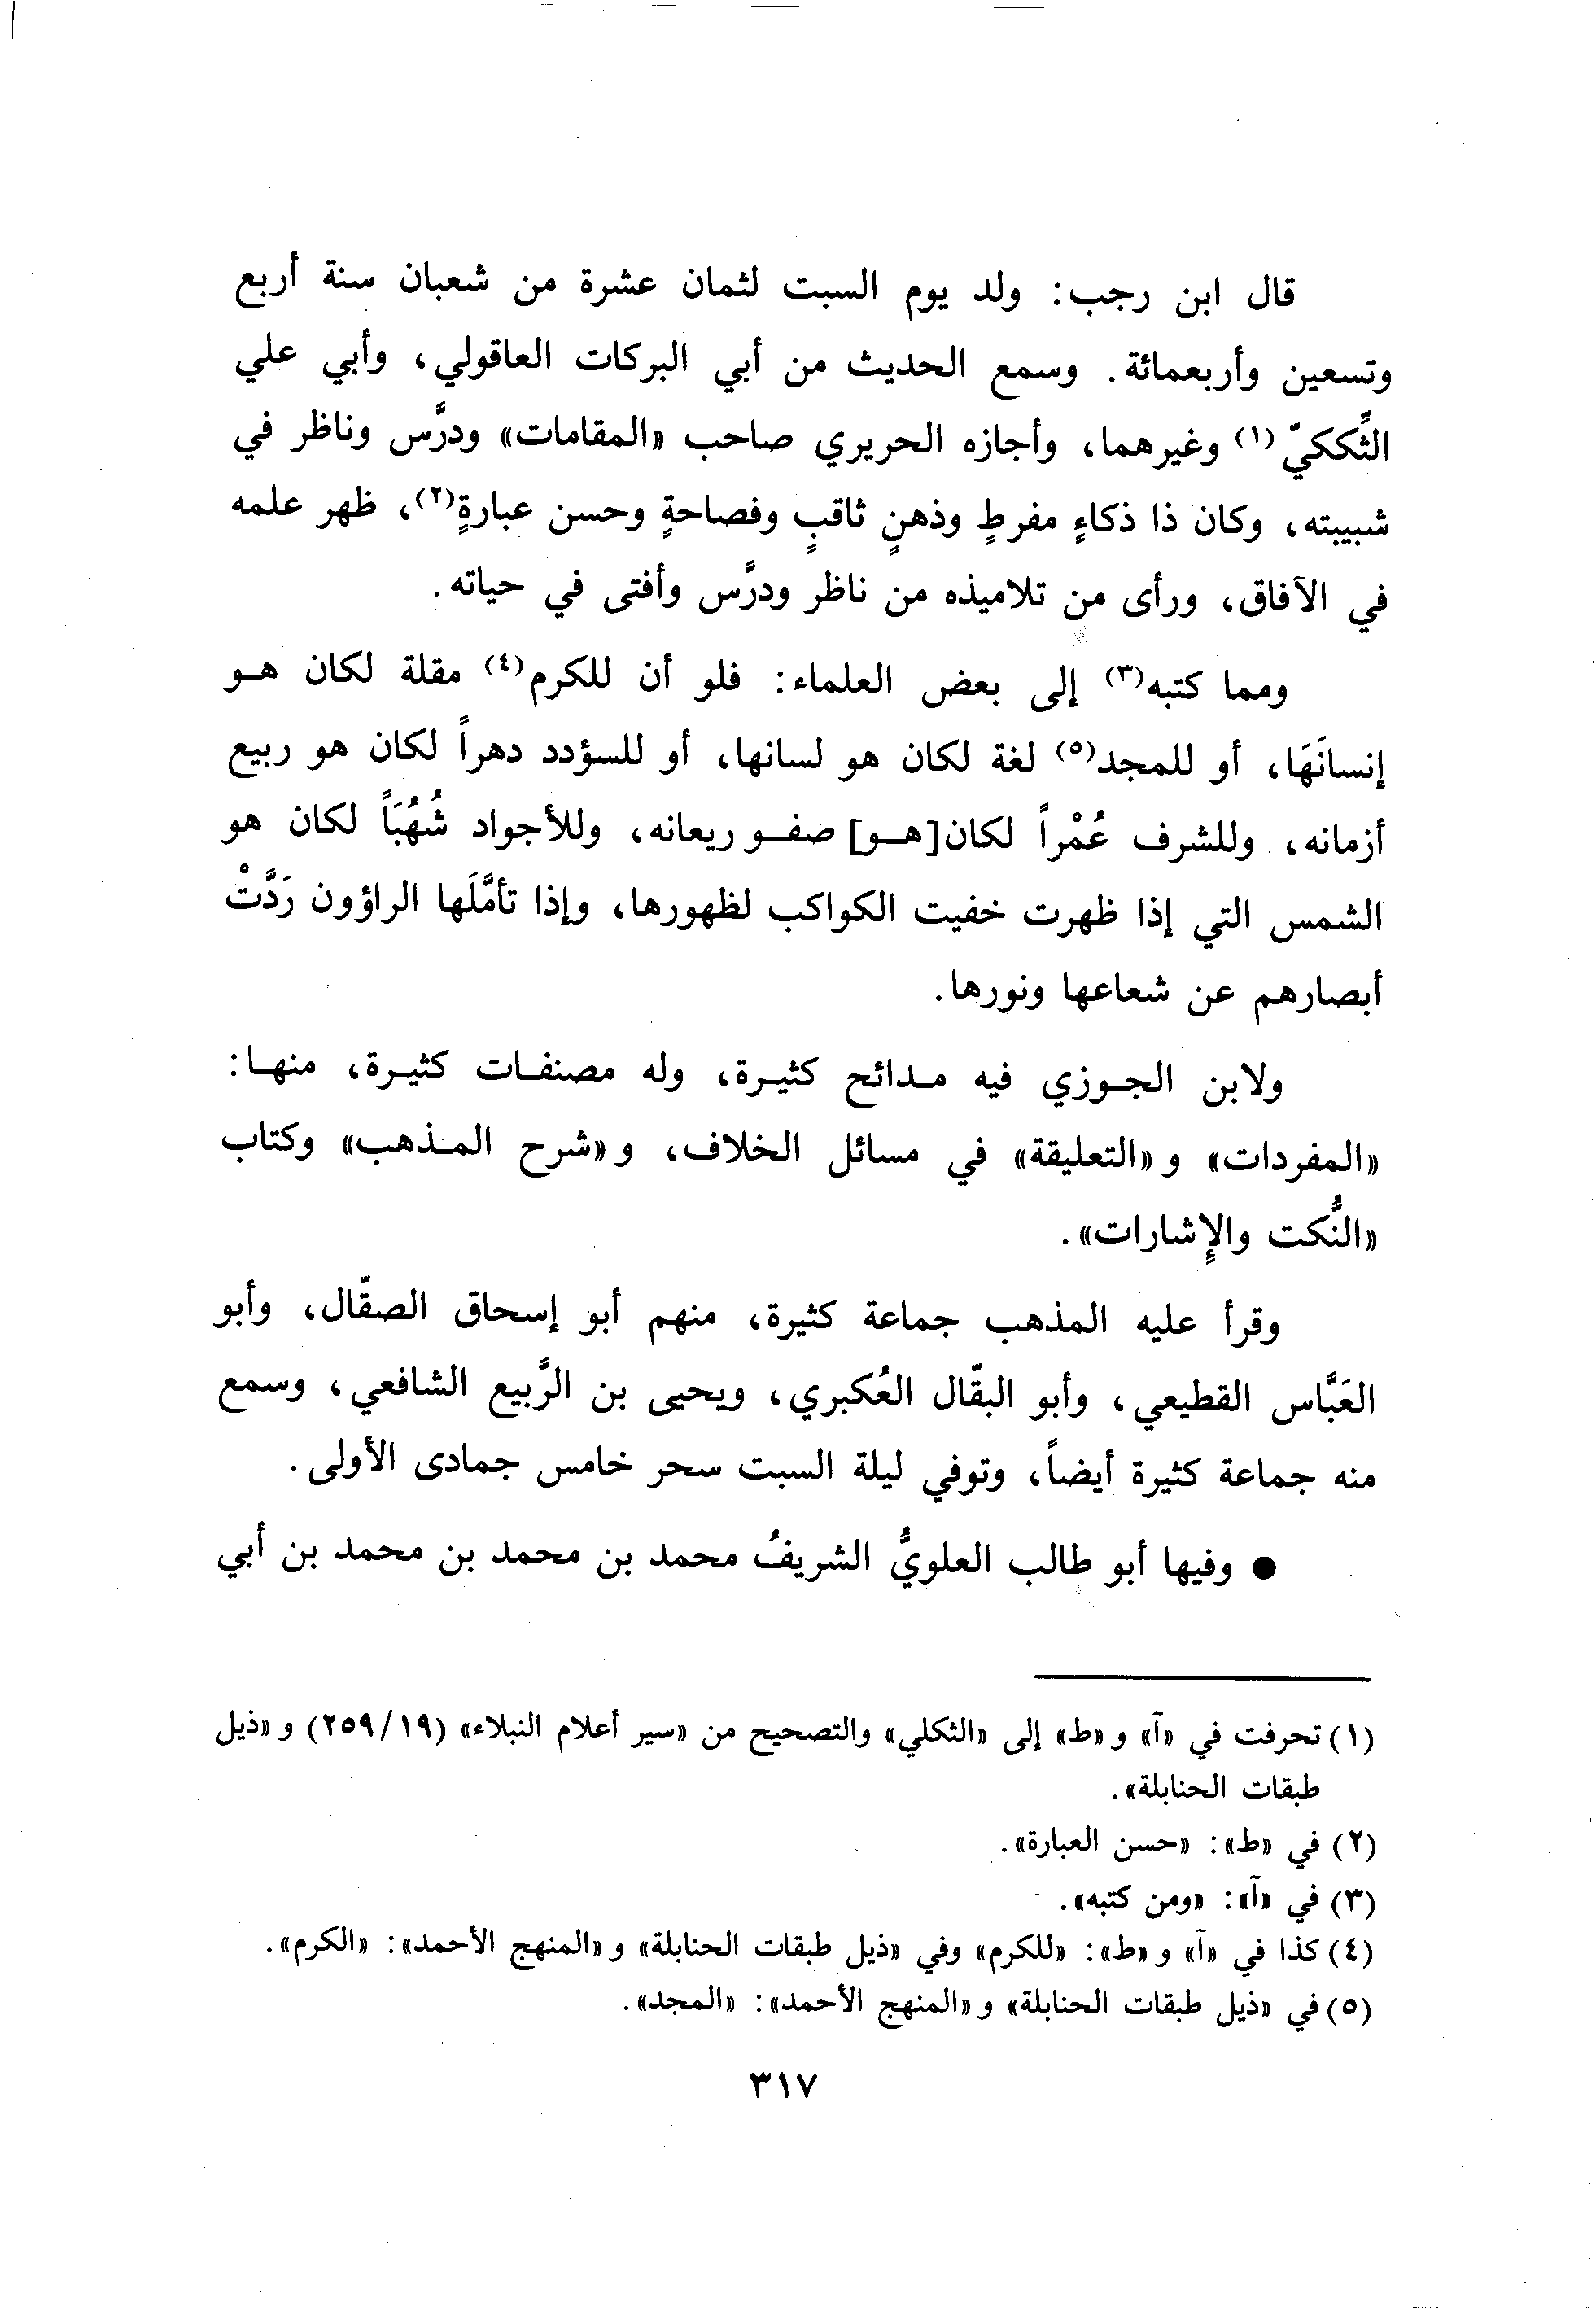 قال ابن رجب: ولد يوم السبت لثمان عشرة من شعبان سنة أربع
وتسعين وأربعمائة. وسمع الحديث من أبي البركات العاقولي، وأبي علي
الثِّككيّ(١) وغيرهما، وأجازه الحريري صاحب «المقامات» ودرَّس وناظر في
شبيبته، وكان ذا ذكاءٍ مفرطٍ وذهنٍ ثاقبٍ وفصاحةٍ وحسن عبارةٍ(٢)، ظهر علمه
في الآفاق، ورأى من تلاميذه من ناظر ودرَّس وأفتى في حياته.
ومما كتبه(٣) إلى بعض العلماء: فلو أن للكرم(٤) مقلة لكان هو
إنسانَهَا، أو للمجد(٥) لغة لكان هو لسانها، أو للسؤدد دهراً لكان هو ربيع
أزمانه، وللشرف عُمْراً لكان [هو] صفو ريعانه، وللأجواد شُهُبَاً لكان هو
الشمس التي إذا ظهرت خفيت الكواكب لظهورها، وإذا تأمَّلَها الراؤون رَدَّتْ
أبصارهم عن شعاعها ونورها.
ولابن الجوزي فيه مدائح كثيرة، وله مصنفات كثيرة، منها:
«المفردات» و«التعليقة» في مسائل الخلاف، و«شرح المذهب» وكتاب
«النُّكت والإِشارات».
وقرأ عليه المذهب جماعة كثيرة، منهم أبو إسحاق الصقّال، وأبو
العَبَّاس القطيعي، وأبو البقّال العُكبري، ويحيى بن الرَّبيع الشافعي، وسمع
منه جماعة كثيرة أيضاً، وتوفي ليلة السبت سحر خامس جمادى الأولى.
● وفيها أبو طالب العلويُّ الشريفُ محمد بن محمد بن محمد بن أبي
(١) تحرفت في «آ» و«ط» إلى «الثكلي» والتصحيح من «سير أعلام النبلاء» (٢٥٩/١٩) و«ذيل
طبقات الحنابلة».
(٢) في «ط»: «حسن العبارة».
(٣) في «آ»: «ومن كتبه».
(٤) كذا في «آ» و«ط»: «للكرم» وفي «ذيل طبقات الحنابلة» و«المنهج الأحمد»: «الكرم».
(٥) في «ذيل طبقات الحنابلة» و«المنهج الأحمد»: «المجد».
٣١٧